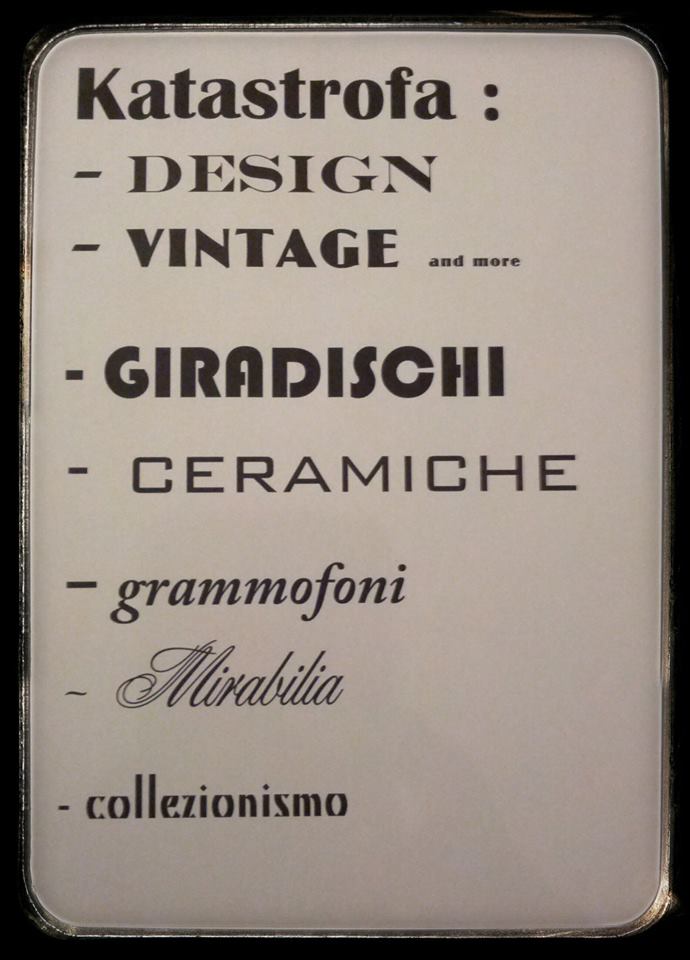 Katastrofa :
- DESIGN
- VINTAGE and more
- GIRADISCHI
- CERAMICHE
- grammofoni
~ Mirabilia
- collezionismo